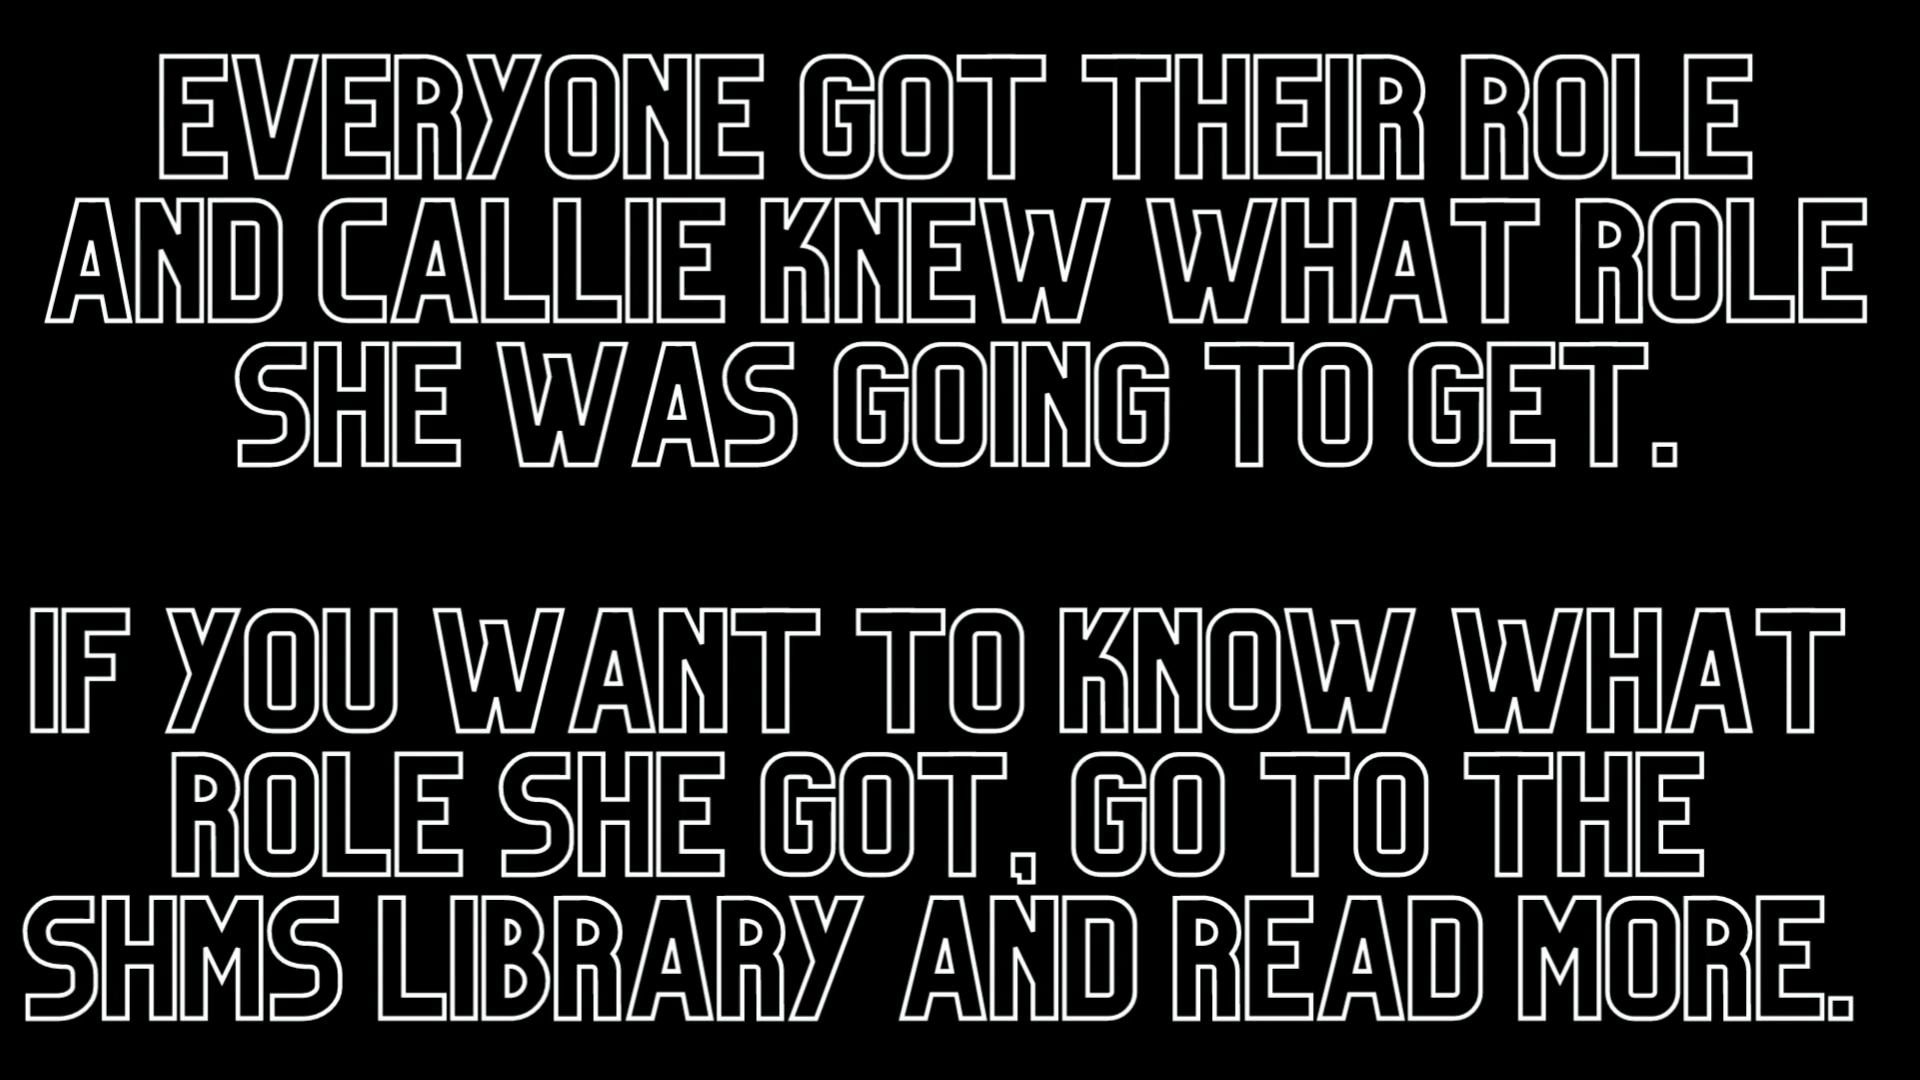 EVERYONE GOT THEIR ROLE
AND CALLIE KNEW WHAT ROLE
SHE WAS GOING TO GET.
IF YOU WANT TO KNOW WHAT
ROLE SHE GOT, GO TO THE
SHMS LIBRARY AND READ MORE.